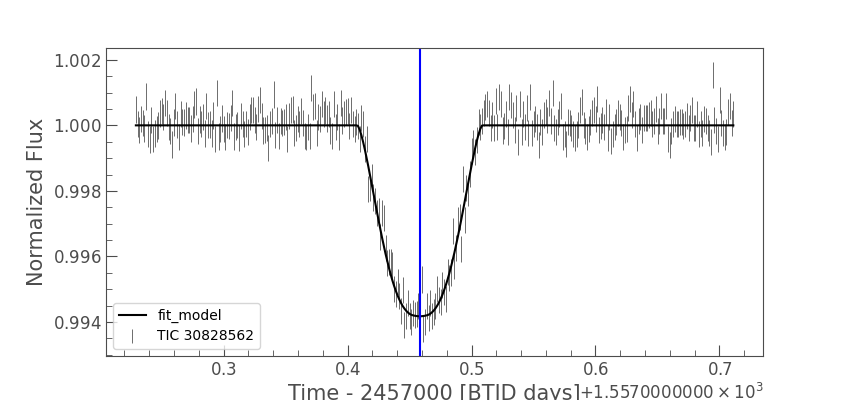 1.002
1.000
0.998
0.996
0.994
Normalized Flux
fit_model
TIC 30828562
0.3 0.4 0.5 0.6 0.7
Time - 2457000 [BTJD days]
+1.5570000000 × 10³